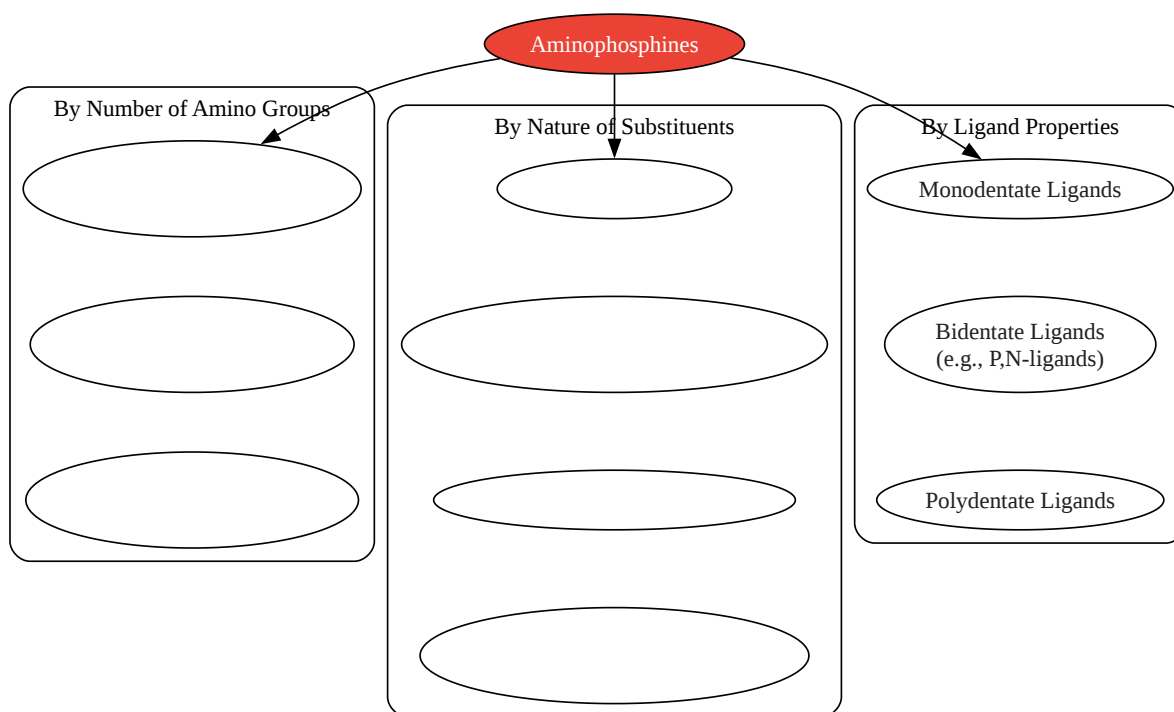 Aminophosphines
By Number of Amino Groups
By Nature of Substituents
By Ligand Properties
Monodentate Ligands
Bidentate Ligands
(e.g., P,N-ligands)
Polydentate Ligands